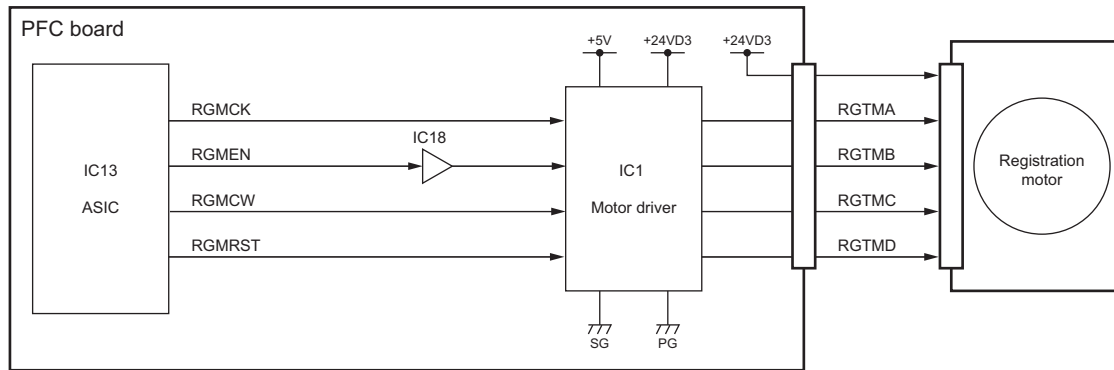 PFC board
+5V
+24VD3
+24VD3
RGMCK
RGTMA
IC18
RGMEN
RGTMB
IC13
ASIC
IC1
Motor driver
Registration
motor
RGMCW
RGTMC
RGMRST
RGTMD
SG
PG